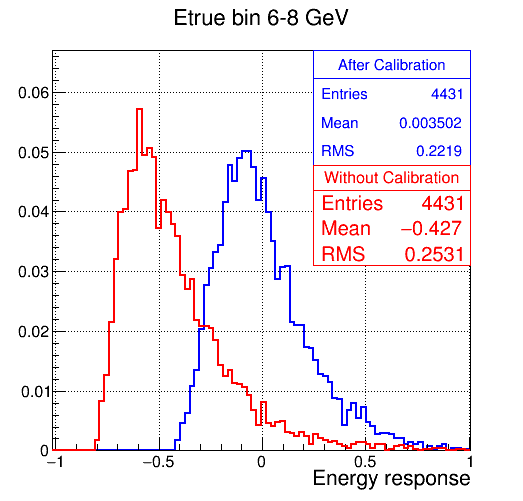 Etrue bin 6-8 GeV
After Calibration
Entries 4431
Mean 0.003502
RMS 0.2219
Without Calibration
Entries 4431
Mean −0.427
RMS 0.2531
0.06
0.05
0.04
0.03
0.02
0.01
0
−1 −0.5 0 0.5 1
Energy response